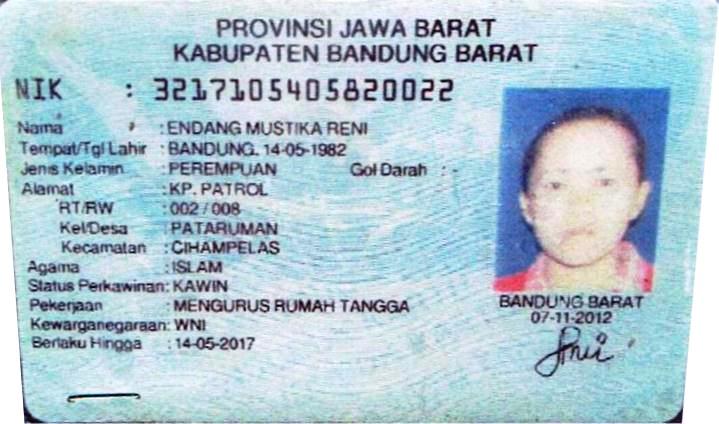 PROVINSI JAWA BARAT
KABUPATEN BANDUNG BARAT
NIK : 3217105405820022
Nama : ENDANG MUSTIKA RENI
Tempat/Tgl Lahir : BANDUNG, 14-05-1982
Jenis Kelamin : PEREMPUAN Gol Darah : -
Alamat : KP. PATROL
RT/RW : 002 / 008
Kel/Desa : PATARUMAN
Kecamatan : CIHAMPELAS
Agama : ISLAM
Status Perkawinan: KAWIN
Pekerjaan : MENGURUS RUMAH TANGGA
Kewarganegaraan: WNI
Berlaku Hingga : 14-05-2017
BANDUNG BARAT
07-11-2012